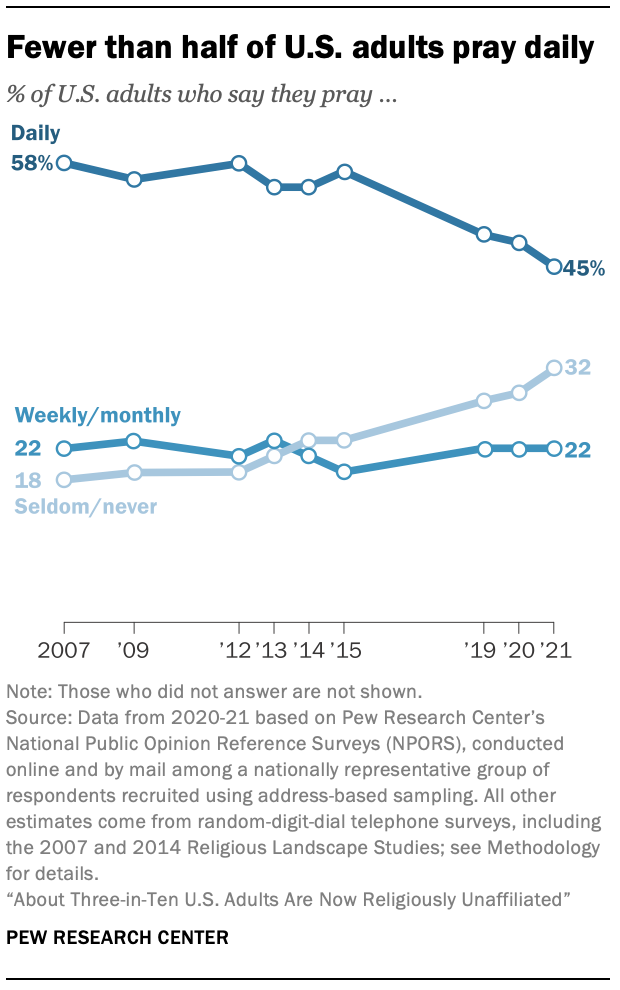 Fewer than half of U.S. adults pray daily
% of U.S. adults who say they pray ...
Daily
58%
45%
32
Weekly/monthly
22
22
18
Seldom/never
2007 ’09 ’12 ’13 ’14 ’15 ’19 ’20 ’21
Note: Those who did not answer are not shown.
Source: Data from 2020-21 based on Pew Research Center’s
National Public Opinion Reference Surveys (NPORS), conducted
online and by mail among a nationally representative group of
respondents recruited using address-based sampling. All other
estimates come from random-digit-dial telephone surveys, including
the 2007 and 2014 Religious Landscape Studies; see Methodology
for details.
“About Three-in-Ten U.S. Adults Are Now Religiously Unaffiliated”
PEW RESEARCH CENTER